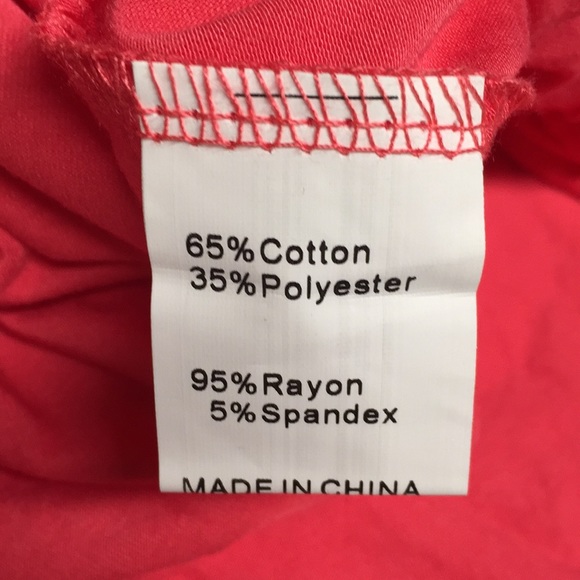 65%Cotton
35%Polyester
95%Rayon
5%Spandex
MADE IN CHINA